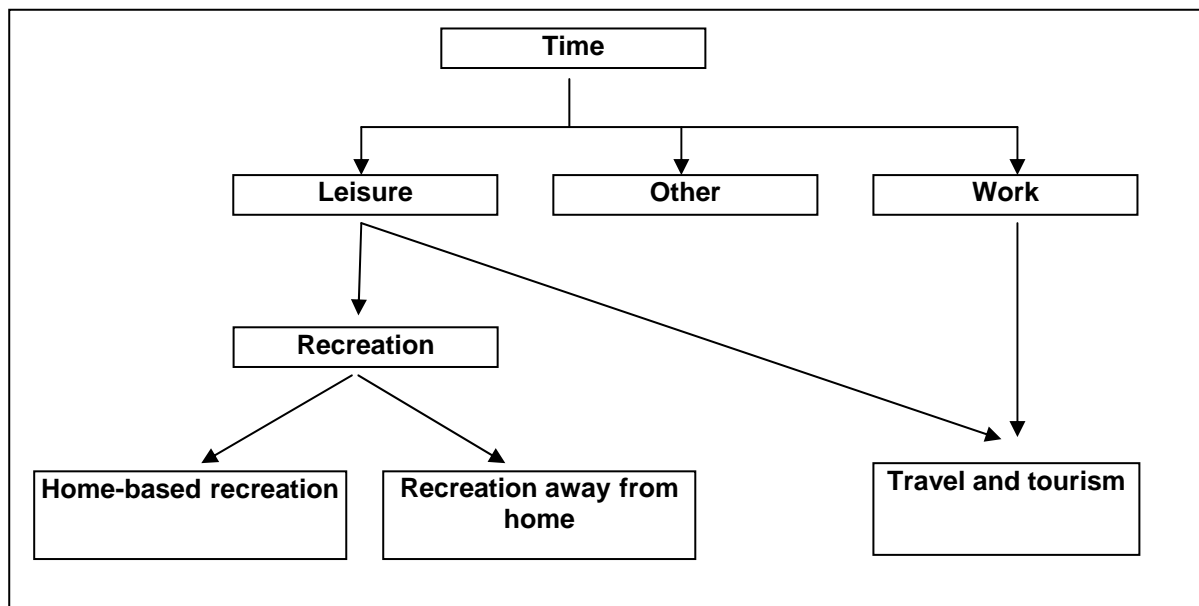 Time
Leisure
Other
Work
Recreation
Home-based recreation
Recreation away from
home
Travel and tourism